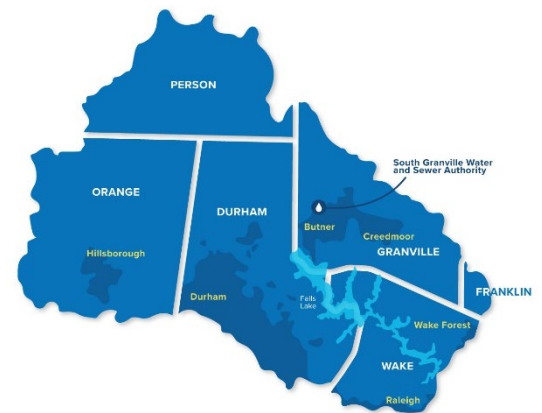 PERSON
South Granville Water
and Sewer Authority
ORANGE
DURHAM
Butner
Creedmoor
GRANVILLE
Hillsborough
FRANKLIN
Durham
Falls
Lake
Wake Forest
WAKE
Raleigh